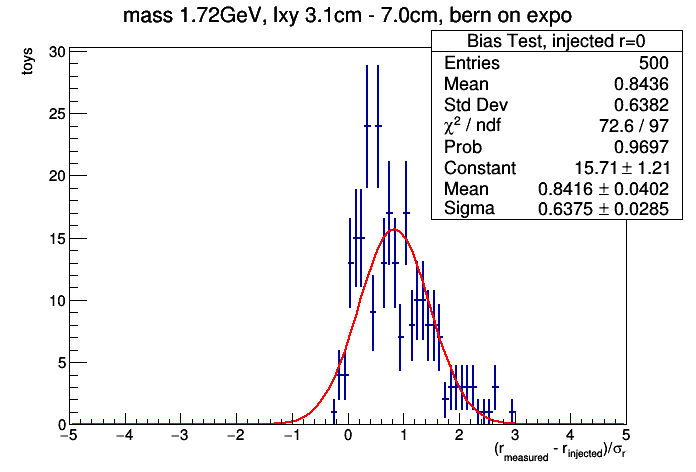 mass 1.72GeV, lxy 3.1cm - 7.0cm, bern on expo
Bias Test, injected r=0
Entries 500
Mean 0.8436
Std Dev 0.6382
χ² / ndf 72.6 / 97
Prob 0.9697
Constant 15.71 ± 1.21
Mean 0.8416 ± 0.0402
Sigma 0.6375 ± 0.0285
toys
30
25
20
15
10
5
0
−5 −4 −3 −2 −1 0 1 2 3 4 5
(r_measured - r_injected)/σ_r